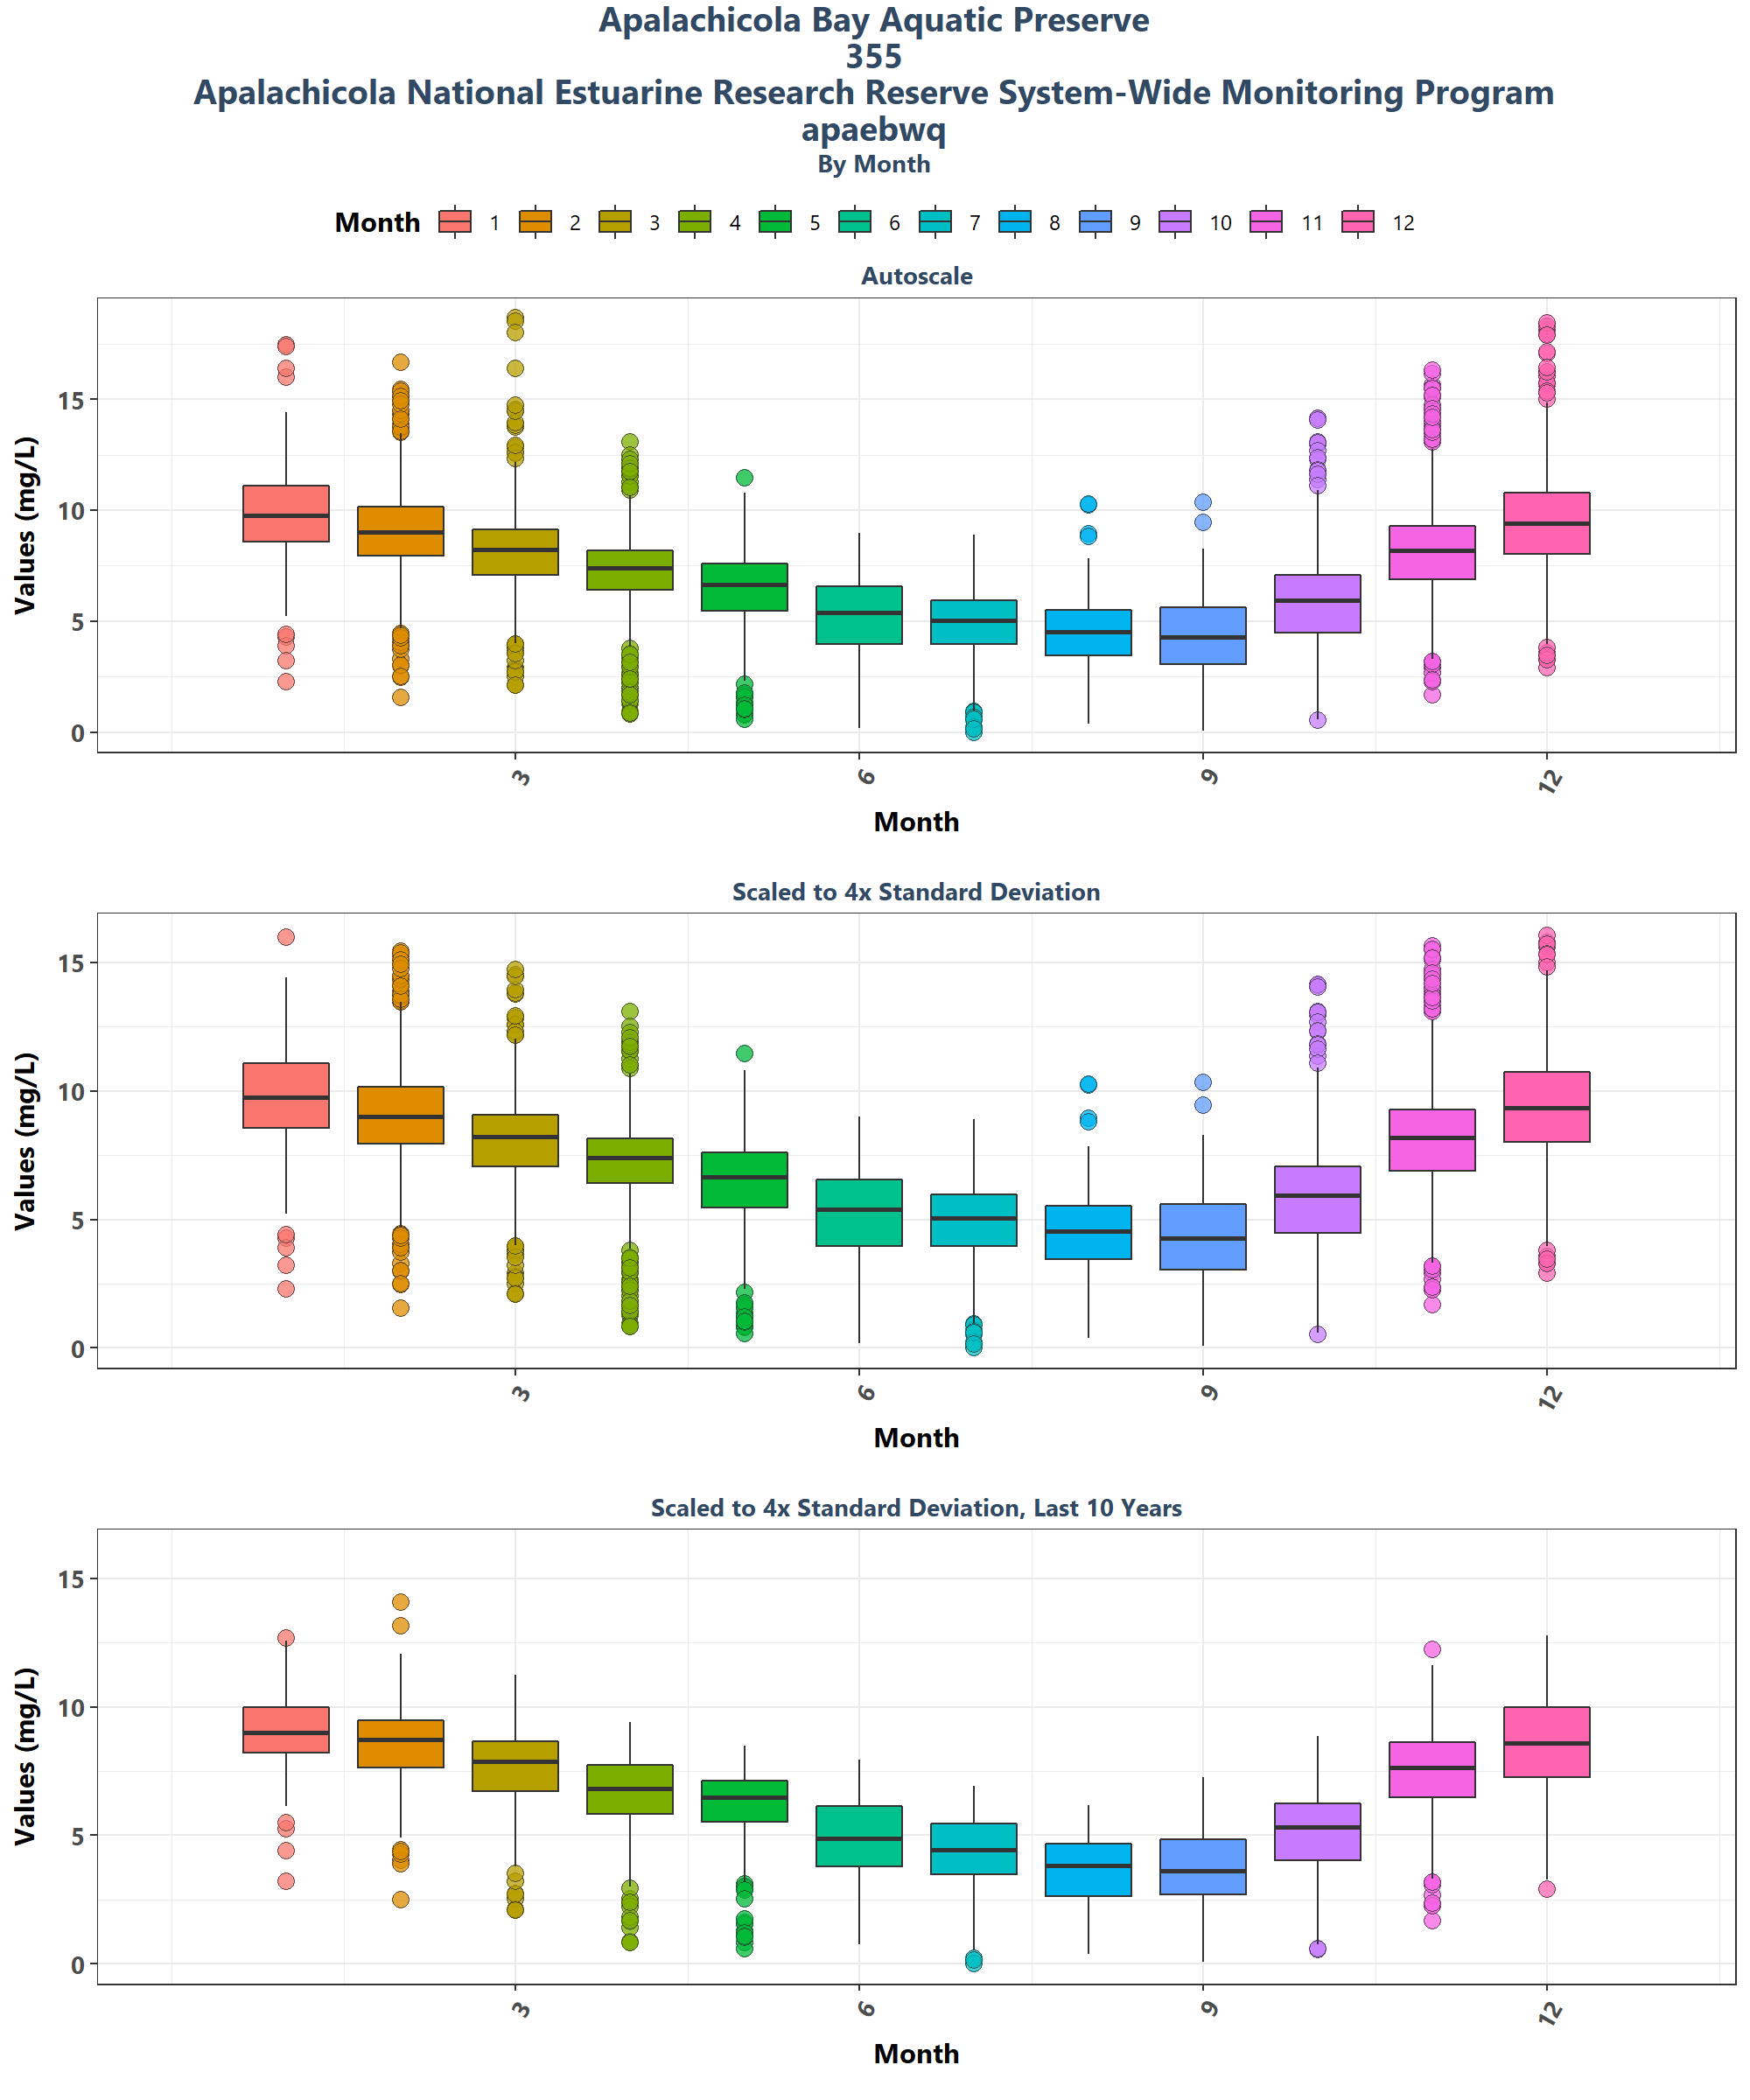 Apalachicola Bay Aquatic Preserve
355
Apalachicola National Estuarine Research Reserve System-Wide Monitoring Program
apaebwq
By Month
Month 1 2 3 4 5 6 7 8 9 10 11 12
Autoscale
Values (mg/L)
15
10
5
0
3 6 9 12
Month
Scaled to 4x Standard Deviation
Values (mg/L)
15
10
5
0
3 6 9 12
Month
Scaled to 4x Standard Deviation, Last 10 Years
Values (mg/L)
15
10
5
0
3 6 9 12
Month